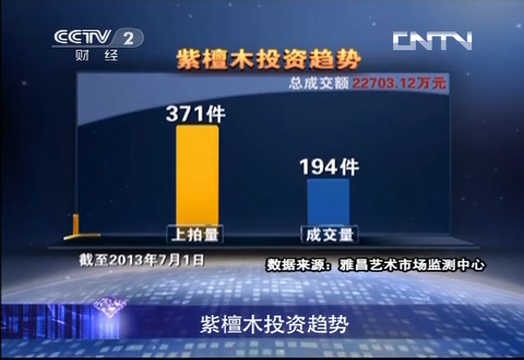 CCTV 2
财经
CNTV
紫檀木投资趋势
总成交额 22703.12万元
371件
194件
上拍量
成交量
截至2013年7月1日
数据来源：雅昌艺术市场监测中心
紫檀木投资趋势